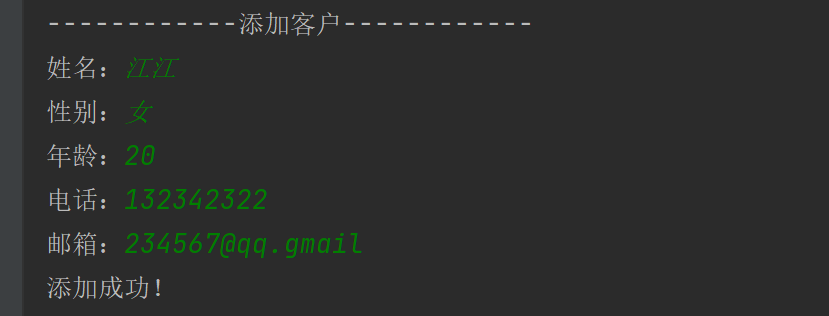 ------------添加客户------------
姓名：江江
性别：女
年龄：20
电话：132342322
邮箱：234567@qq.gmail
添加成功！